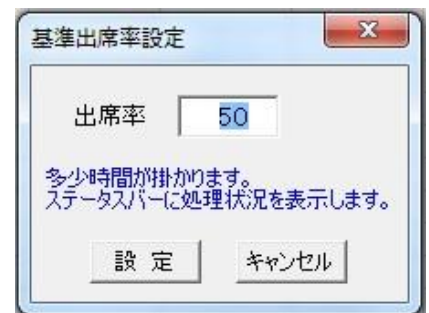 基準出席率設定
出席率 50
多少時間が掛かります。
ステータスバーに処理状況を表示します。
設 定 キャンセル